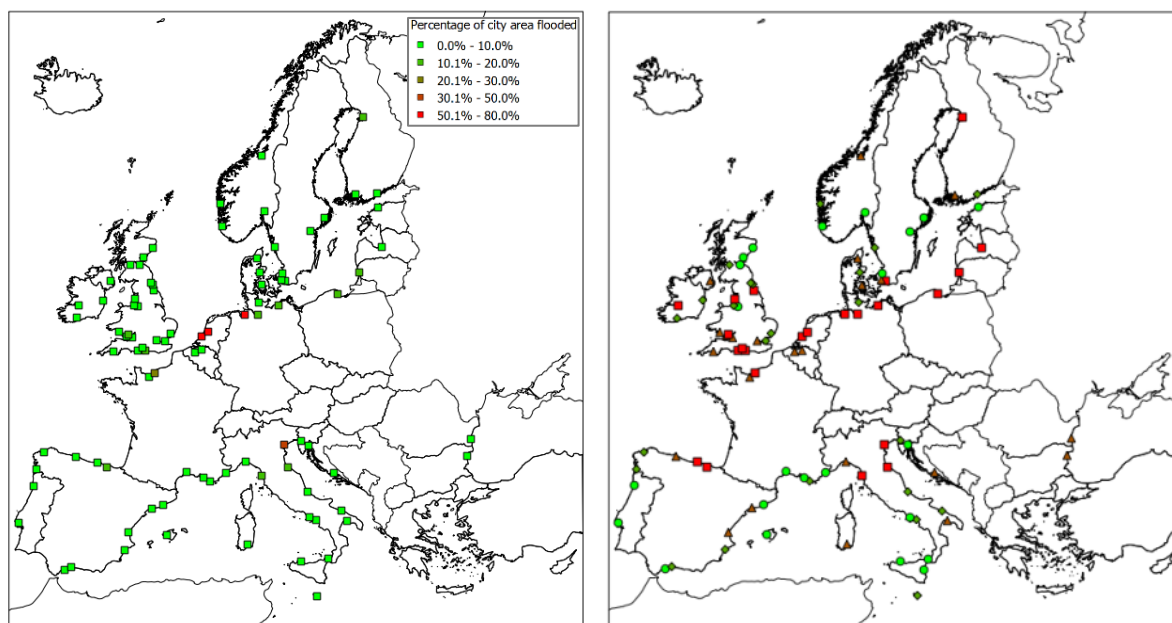 Percentage of city area flooded
0.0% - 10.0%
10.1% - 20.0%
20.1% - 30.0%
30.1% - 50.0%
50.1% - 80.0%